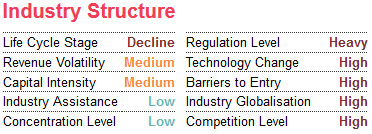 Industry Structure
Life Cycle Stage Decline Regulation Level Heavy
Revenue Volatility Medium Technology Change High
Capital Intensity Medium Barriers to Entry High
Industry Assistance Low Industry Globalisation High
Concentration Level Low Competition Level High